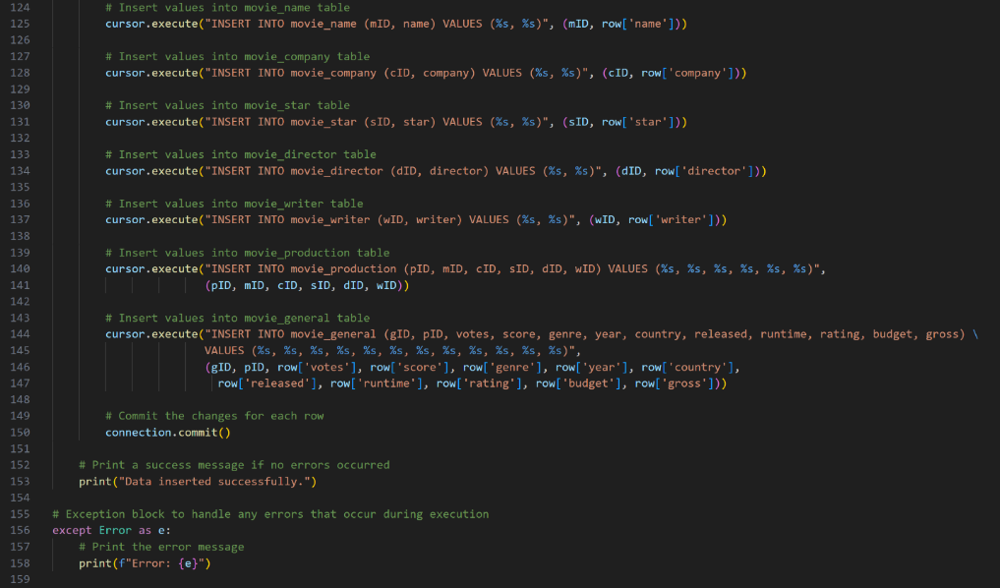 124 # Insert values into movie_name table
125 cursor.execute("INSERT INTO movie_name (mID, name) VALUES (%s, %s)", (mID, row['name']))
126
127 # Insert values into movie_company table
128 cursor.execute("INSERT INTO movie_company (cID, company) VALUES (%s, %s)", (cID, row['company']))
129
130 # Insert values into movie_star table
131 cursor.execute("INSERT INTO movie_star (sID, star) VALUES (%s, %s)", (sID, row['star']))
132
133 # Insert values into movie_director table
134 cursor.execute("INSERT INTO movie_director (dID, director) VALUES (%s, %s)", (dID, row['director']))
135
136 # Insert values into movie_writer table
137 cursor.execute("INSERT INTO movie_writer (wID, writer) VALUES (%s, %s)", (wID, row['writer']))
138
139 # Insert values into movie_production table
140 cursor.execute("INSERT INTO movie_production (pID, mID, cID, sID, dID, wID) VALUES (%s, %s, %s, %s, %s, %s)",
141 (pID, mID, cID, sID, dID, wID))
142
143 # Insert values into movie_general table
144 cursor.execute("INSERT INTO movie_general (gID, pID, votes, score, genre, year, country, released, runtime, rating, budget, gross) \
145 VALUES (%s, %s, %s, %s, %s, %s, %s, %s, %s, %s, %s, %s)",
146 (gID, pID, row['votes'], row['score'], row['genre'], row['year'], row['country'],
147 row['released'], row['runtime'], row['rating'], row['budget'], row['gross']))
148
149 # Commit the changes for each row
150 connection.commit()
151
152 # Print a success message if no errors occurred
153 print("Data inserted successfully.")
154
155 # Exception block to handle any errors that occur during execution
156 except Error as e:
157 # Print the error message
158 print(f"Error: {e}")
159